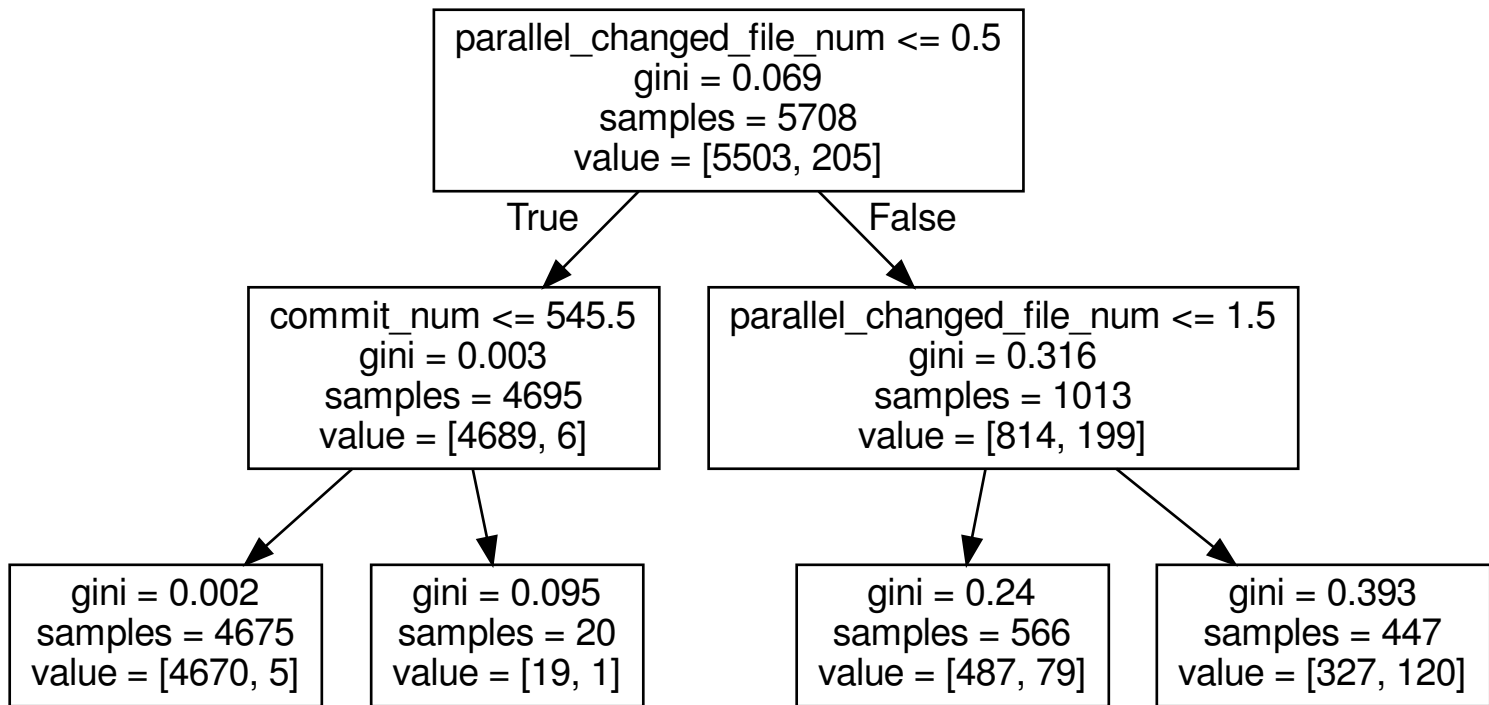 parallel_changed_file_num <= 0.5
gini = 0.069
samples = 5708
value = [5503, 205]
True
False
commit_num <= 545.5
gini = 0.003
samples = 4695
value = [4689, 6]
parallel_changed_file_num <= 1.5
gini = 0.316
samples = 1013
value = [814, 199]
gini = 0.002
samples = 4675
value = [4670, 5]
gini = 0.095
samples = 20
value = [19, 1]
gini = 0.24
samples = 566
value = [487, 79]
gini = 0.393
samples = 447
value = [327, 120]